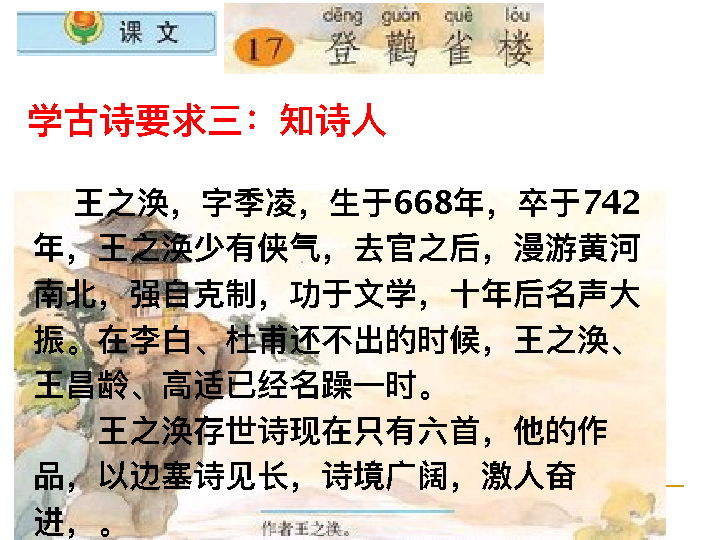 课 文
dēng guàn què lóu
17 登 鹳 雀 楼
学古诗要求三：知诗人
王之涣，字季凌，生于668年，卒于742
年，王之涣少有侠气，去官之后，漫游黄河
南北，强自克制，功于文学，十年后名声大
振。在李白、杜甫还不出的时候，王之涣、
王昌龄、高适已经名躁一时。
王之涣存世诗现在只有六首，他的作
品，以边塞诗见长，诗境广阔，激人奋
进，。
作者王之涣。